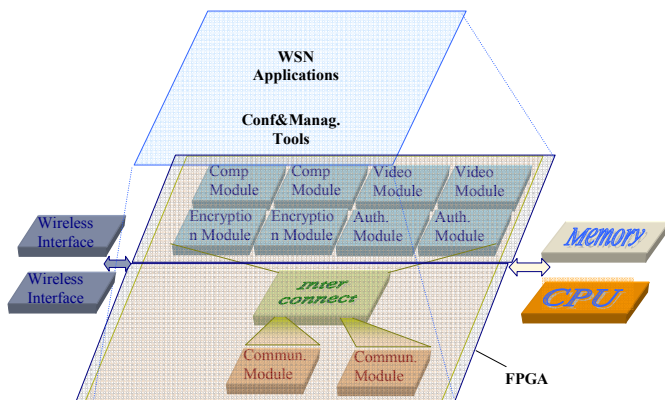 WSN
Applications
Conf&Manag.
Tools
Comp
Module
Comp
Module
Video
Module
Video
Module
Encryptio
n Module
Encryptio
n Module
Auth.
Module
Auth.
Module
Wireless
Interface
Wireless
Interface
Memory
CPU
Inter
connect
Commun.
Module
Commun.
Module
FPGA